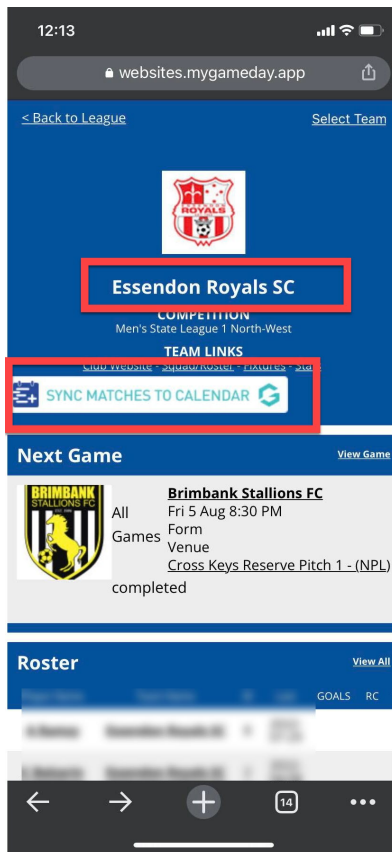 12:13
websites.mygameday.app
< Back to League
Select Team
ROYALS
Essendon Royals SC
COMPETITION
Men's State League 1 North-West
TEAM LINKS
Club Website - Squad/Roster - Fixtures - Stats
SYNC MATCHES TO CALENDAR
Next Game
View Game
BRIMBANK
STALLIONS FC
All Games completed
Brimbank Stallions FC
Fri 5 Aug 8:30 PM
Form
Venue
Cross Keys Reserve Pitch 1 - (NPL)
Roster
View All
GOALS RC
14